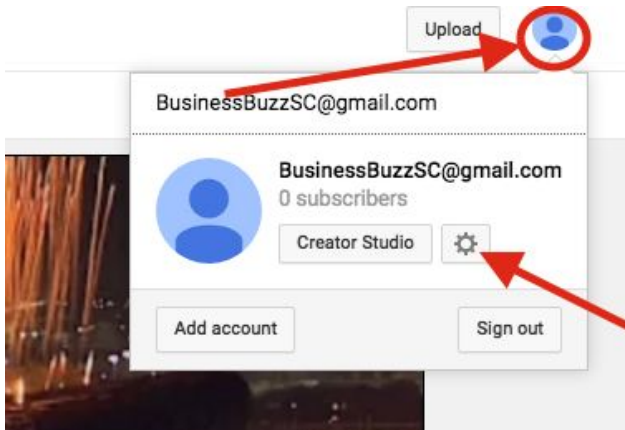 Upload
BusinessBuzzSC@gmail.com
BusinessBuzzSC@gmail.com
0 subscribers
Creator Studio
Add account
Sign out